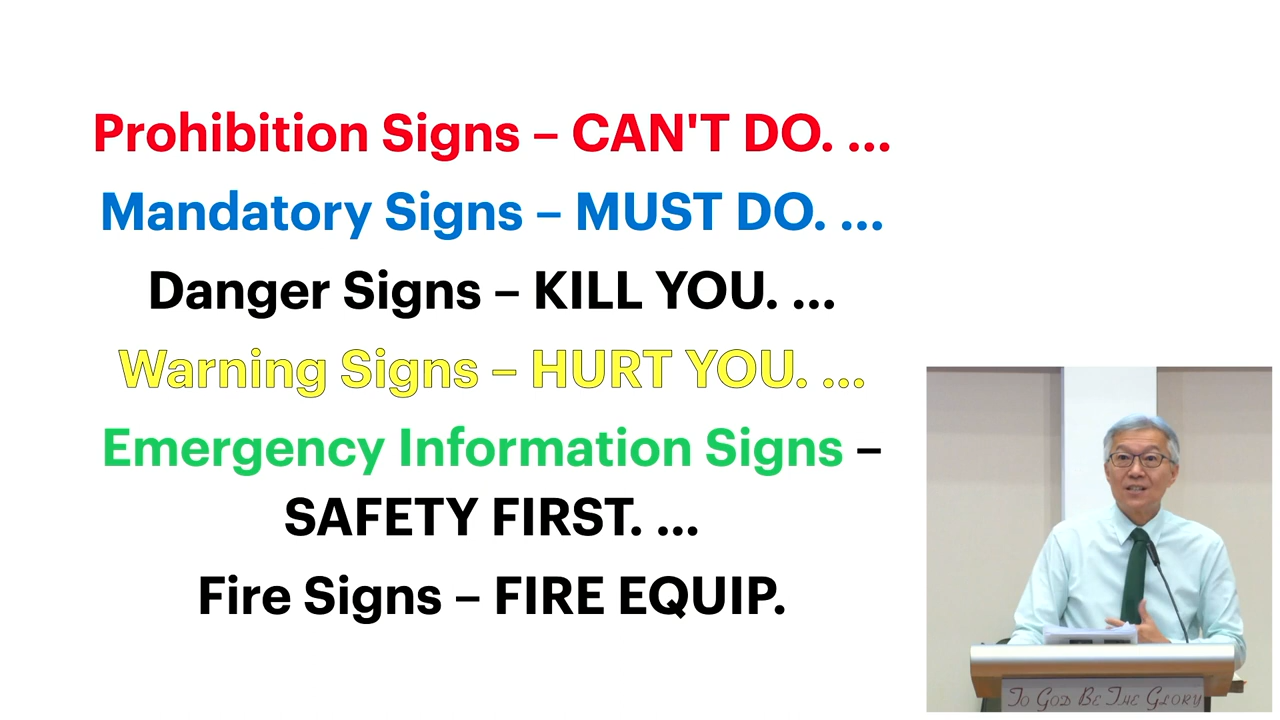 Prohibition Signs – CAN'T DO. ...
Mandatory Signs – MUST DO. ...
Danger Signs – KILL YOU. ...
Warning Signs – HURT YOU. ...
Emergency Information Signs –
SAFETY FIRST. ...
Fire Signs – FIRE EQUIP.
To God Be The Glory